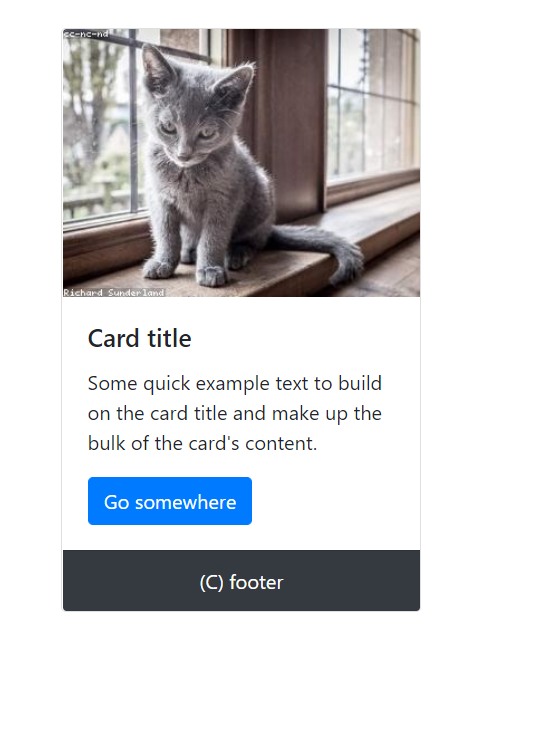 cc-nc-nd
Richard Sunderland
Card title
Some quick example text to build
on the card title and make up the
bulk of the card's content.
Go somewhere
(C) footer